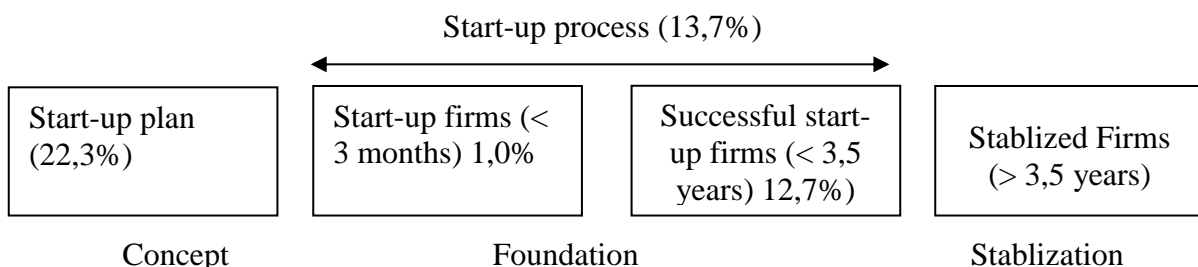 Start-up process (13,7%)
Start-up plan
(22,3%)
Start-up firms (<
3 months) 1,0%
Successful start-
up firms (< 3,5
years) 12,7%)
Stablized Firms
(> 3,5 years)
Concept
Foundation
Stablization